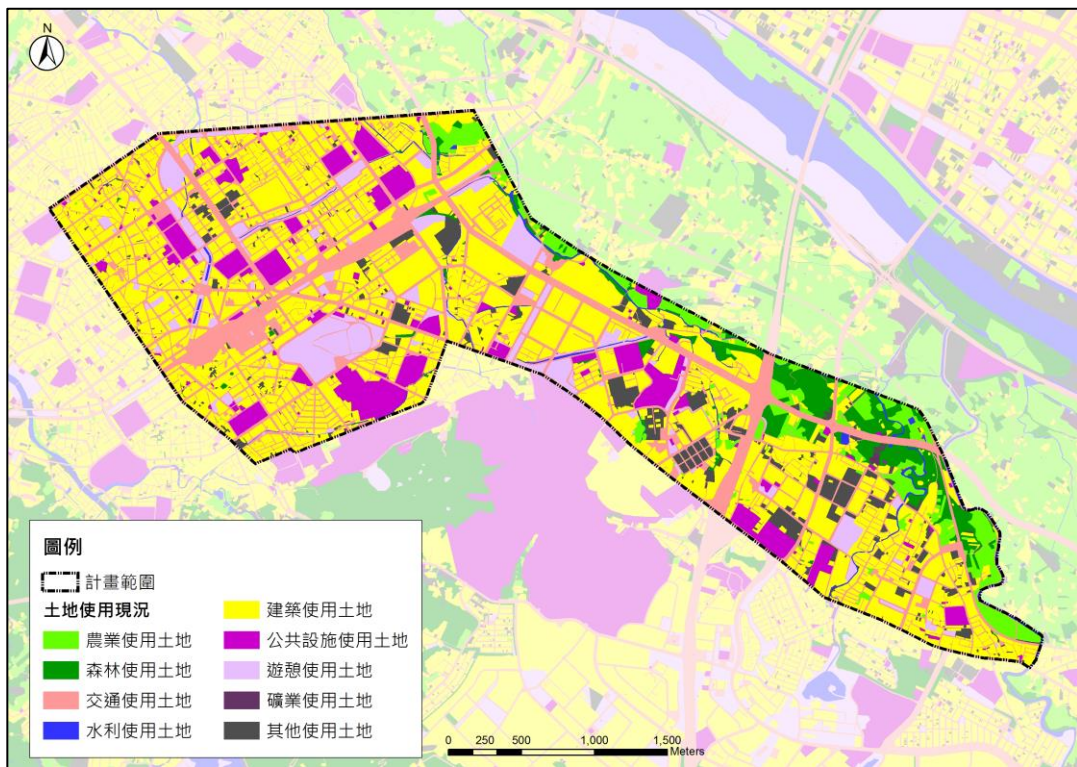 N
圖例
計畫範圍
土地使用現況
農業使用土地
森林使用土地
交通使用土地
水利使用土地
建築使用土地
公共設施使用土地
遊憩使用土地
礦業使用土地
其他使用土地
0 250 500 1,000 1,500
Meters